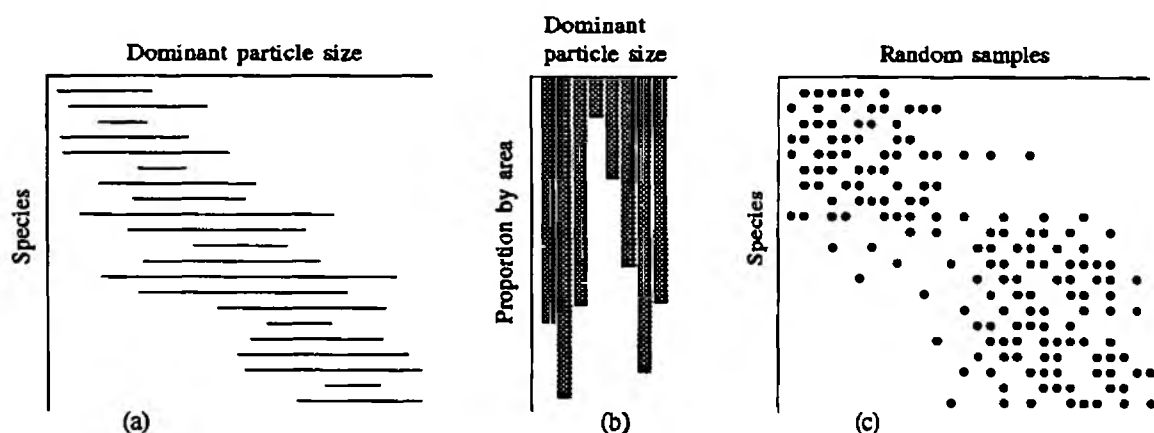 Dominant particle size
Species
(a)
Dominant
particle size
Proportion by area
(b)
Random samples
Species
(c)